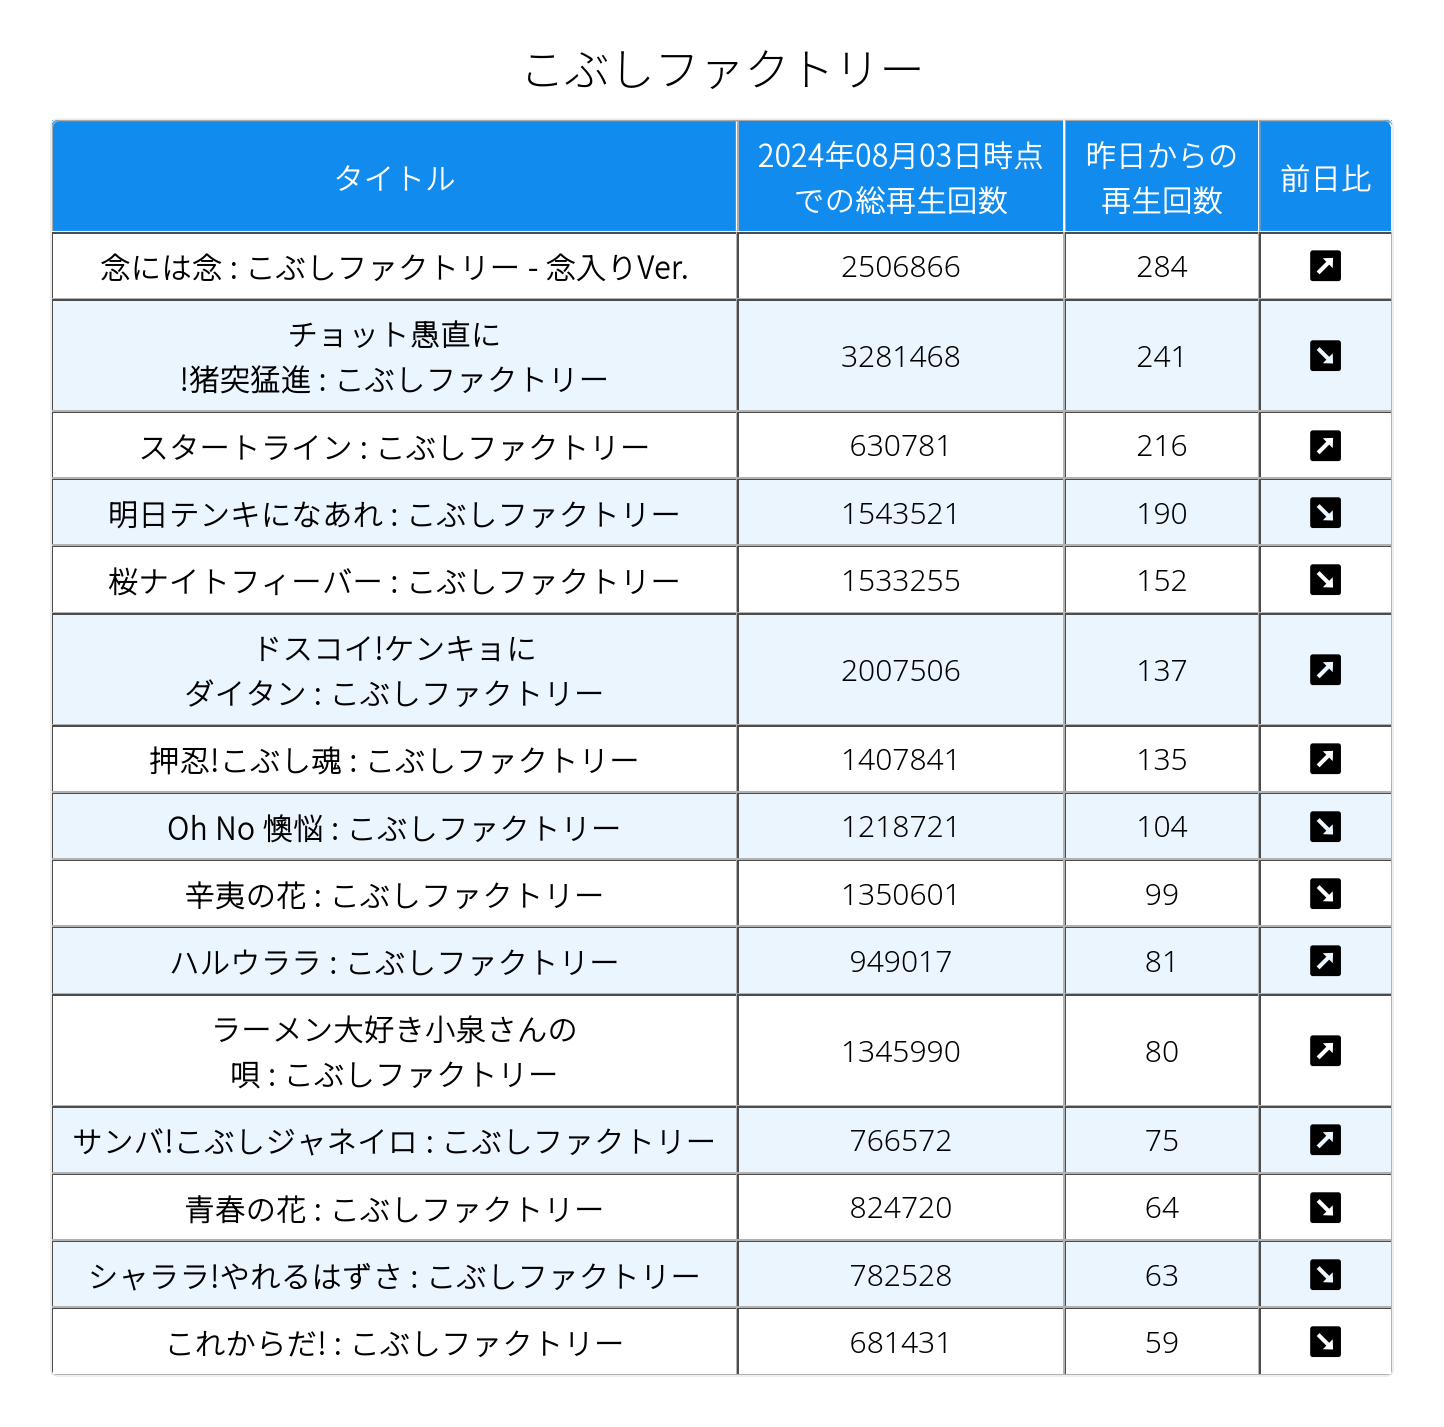 こぶしファクトリー
タイトル
2024年08月03日時点
での総再生回数
昨日からの
再生回数
前日比
念には念 : こぶしファクトリー - 念入りVer.
2506866
284
チョット愚直に
!猪突猛進 : こぶしファクトリー
3281468
241
スタートライン : こぶしファクトリー
630781
216
明日テンキになあれ : こぶしファクトリー
1543521
190
桜ナイトフィーバー : こぶしファクトリー
1533255
152
ドスコイ!ケンキョに
ダイタン : こぶしファクトリー
2007506
137
押忍!こぶし魂 : こぶしファクトリー
1407841
135
Oh No 懊悩 : こぶしファクトリー
1218721
104
辛夷の花 : こぶしファクトリー
1350601
99
ハルウララ : こぶしファクトリー
949017
81
ラーメン大好き小泉さんの
唄 : こぶしファクトリー
1345990
80
サンバ!こぶしジャネイロ : こぶしファクトリー
766572
75
青春の花 : こぶしファクトリー
824720
64
シャララ!やれるはずさ : こぶしファクトリー
782528
63
これからだ! : こぶしファクトリー
681431
59